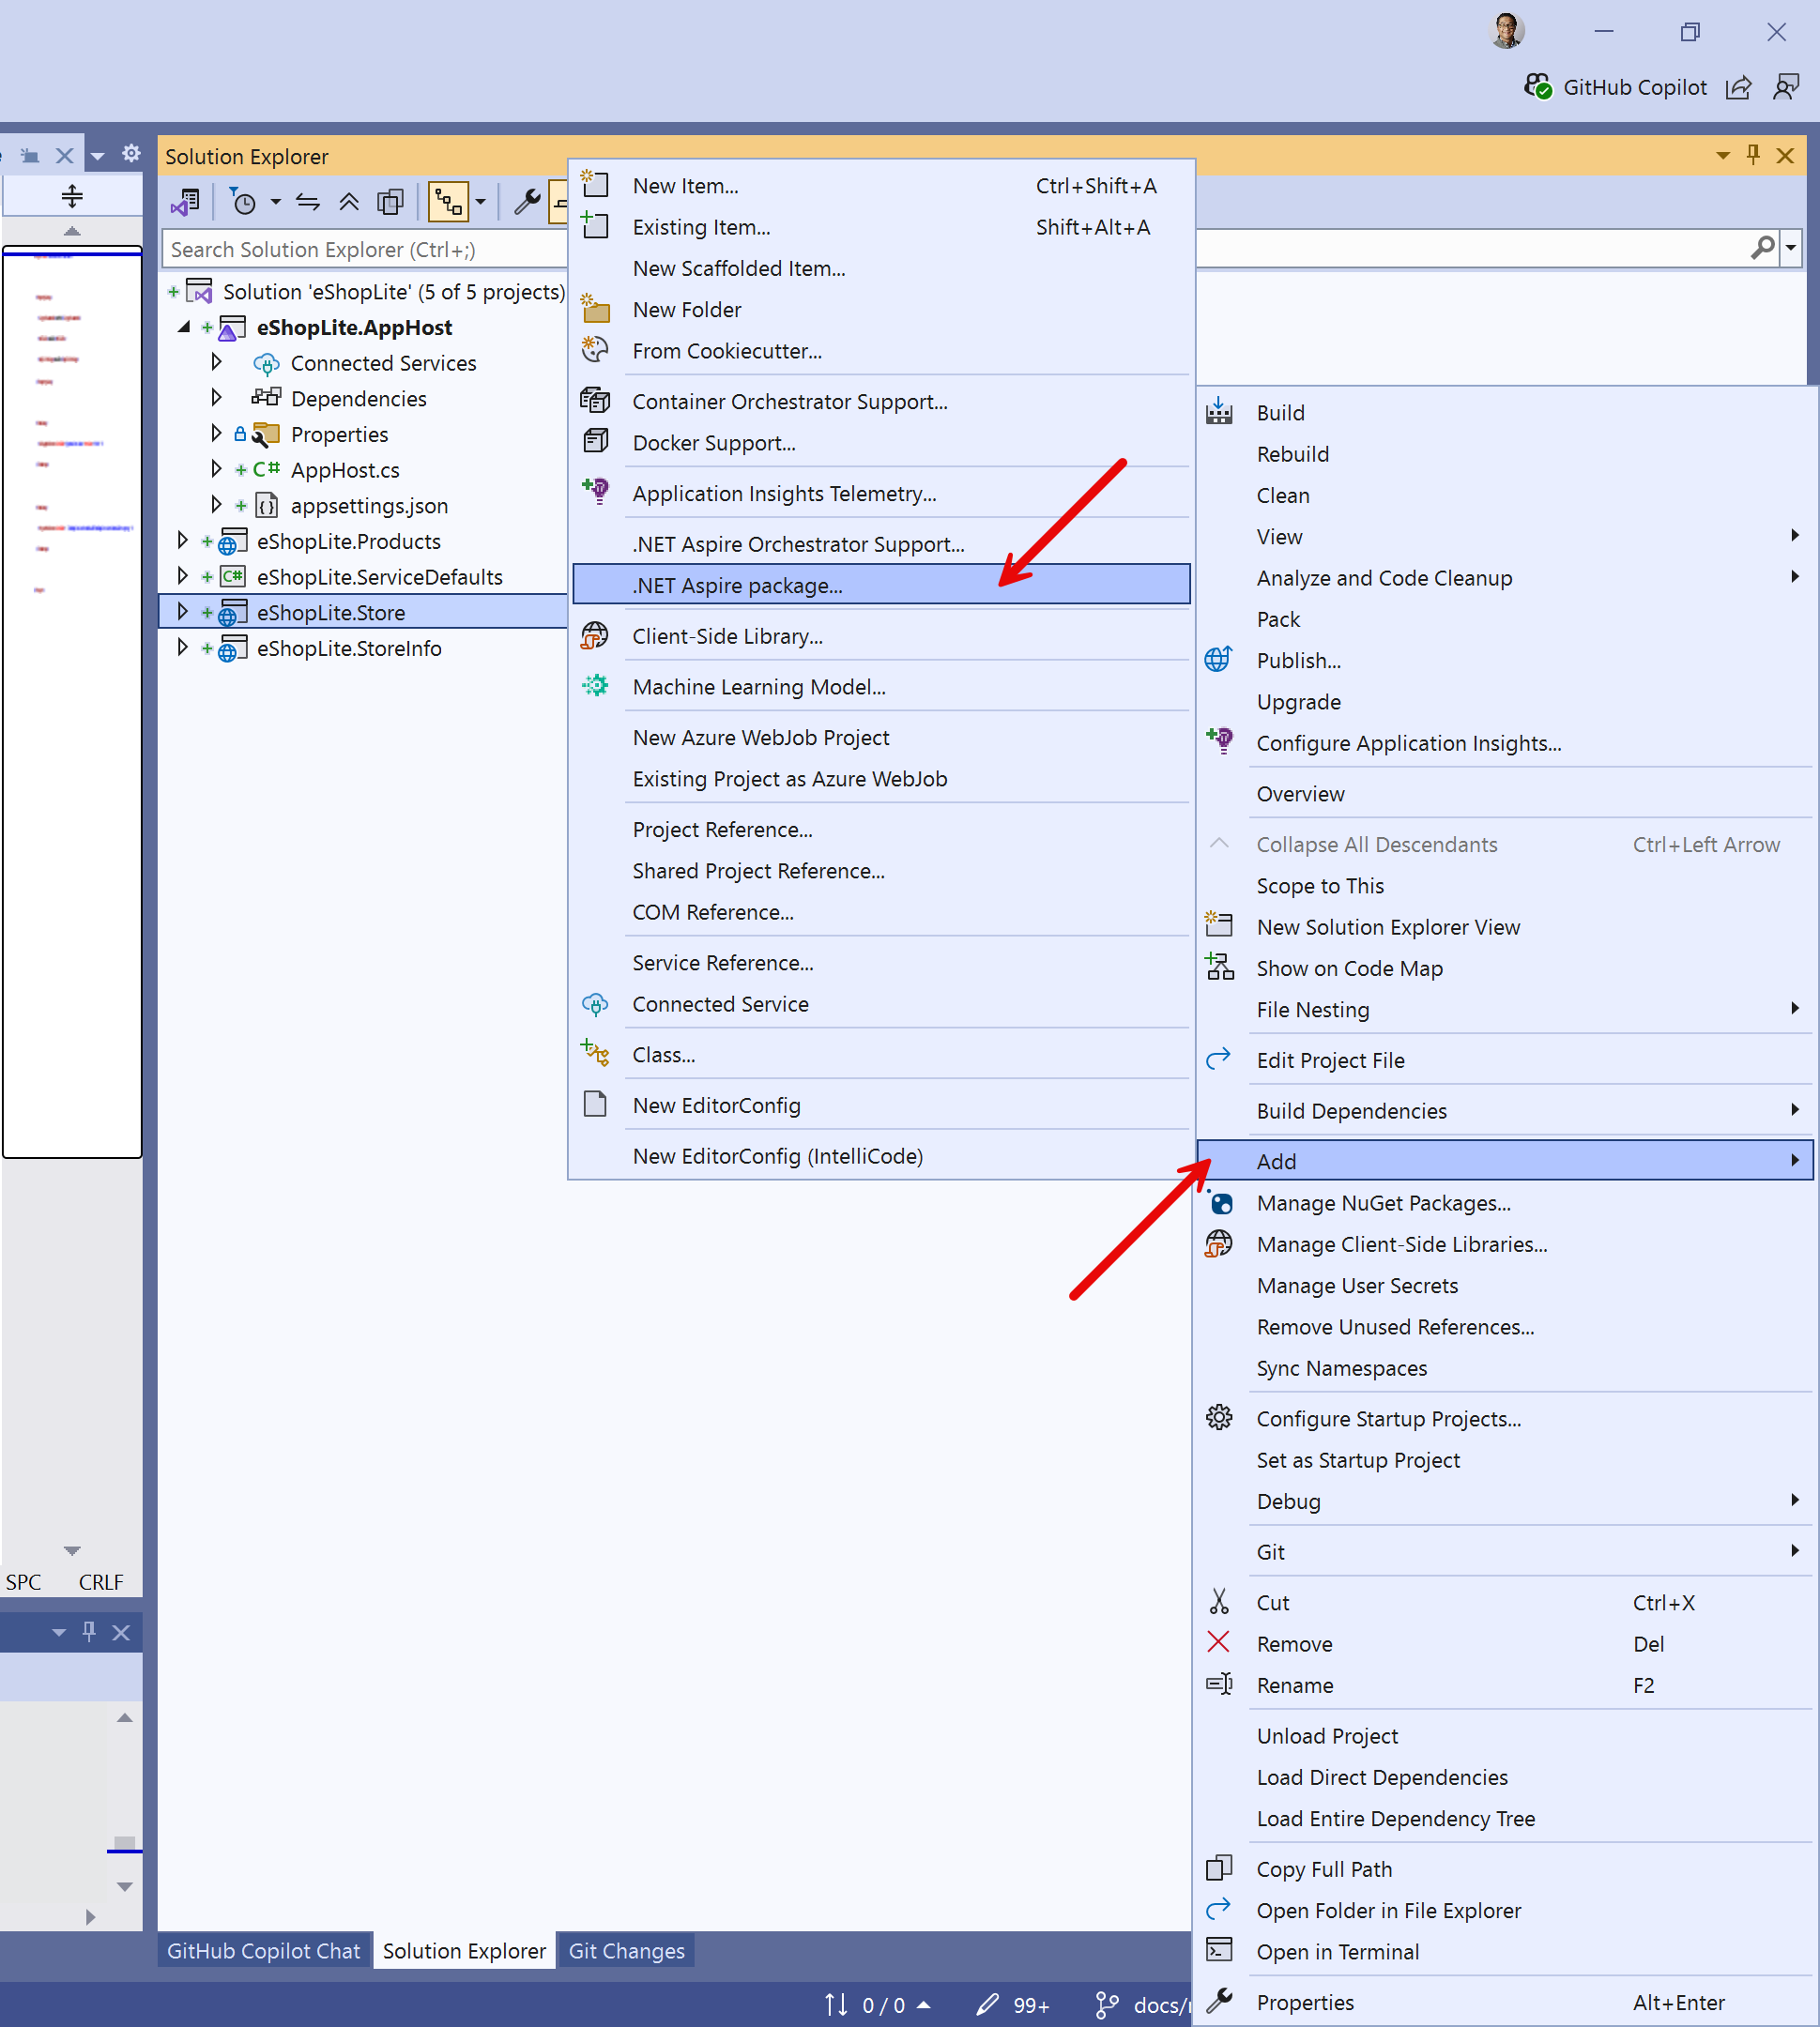 GitHub Copilot
Solution Explorer
Search Solution Explorer (Ctrl+;)
Solution 'eShopLite' (5 of 5 projects)
eShopLite.AppHost
Connected Services
Dependencies
Properties
C# AppHost.cs
appsettings.json
eShopLite.Products
C# eShopLite.ServiceDefaults
eShopLite.Store
eShopLite.StoreInfo
New Item... Ctrl+Shift+A
Existing Item... Shift+Alt+A
New Scaffolded Item...
New Folder
From Cookiecutter...
Container Orchestrator Support...
Docker Support...
Application Insights Telemetry...
.NET Aspire Orchestrator Support...
.NET Aspire package...
Client-Side Library...
Machine Learning Model...
New Azure WebJob Project
Existing Project as Azure WebJob
Project Reference...
Shared Project Reference...
COM Reference...
Service Reference...
Connected Service
Class...
New EditorConfig
New EditorConfig (IntelliCode)
Build
Rebuild
Clean
View
Analyze and Code Cleanup
Pack
Publish...
Upgrade
Configure Application Insights...
Overview
Collapse All Descendants Ctrl+Left Arrow
Scope to This
New Solution Explorer View
Show on Code Map
File Nesting
Edit Project File
Build Dependencies
Add
Manage NuGet Packages...
Manage Client-Side Libraries...
Manage User Secrets
Remove Unused References...
Sync Namespaces
Configure Startup Projects...
Set as Startup Project
Debug
Git
Cut Ctrl+X
Remove Del
Rename F2
Unload Project
Load Direct Dependencies
Load Entire Dependency Tree
Copy Full Path
Open Folder in File Explorer
Open in Terminal
Properties Alt+Enter
SPC CRLF
GitHub Copilot Chat Solution Explorer Git Changes
0 / 0 99+ docs/